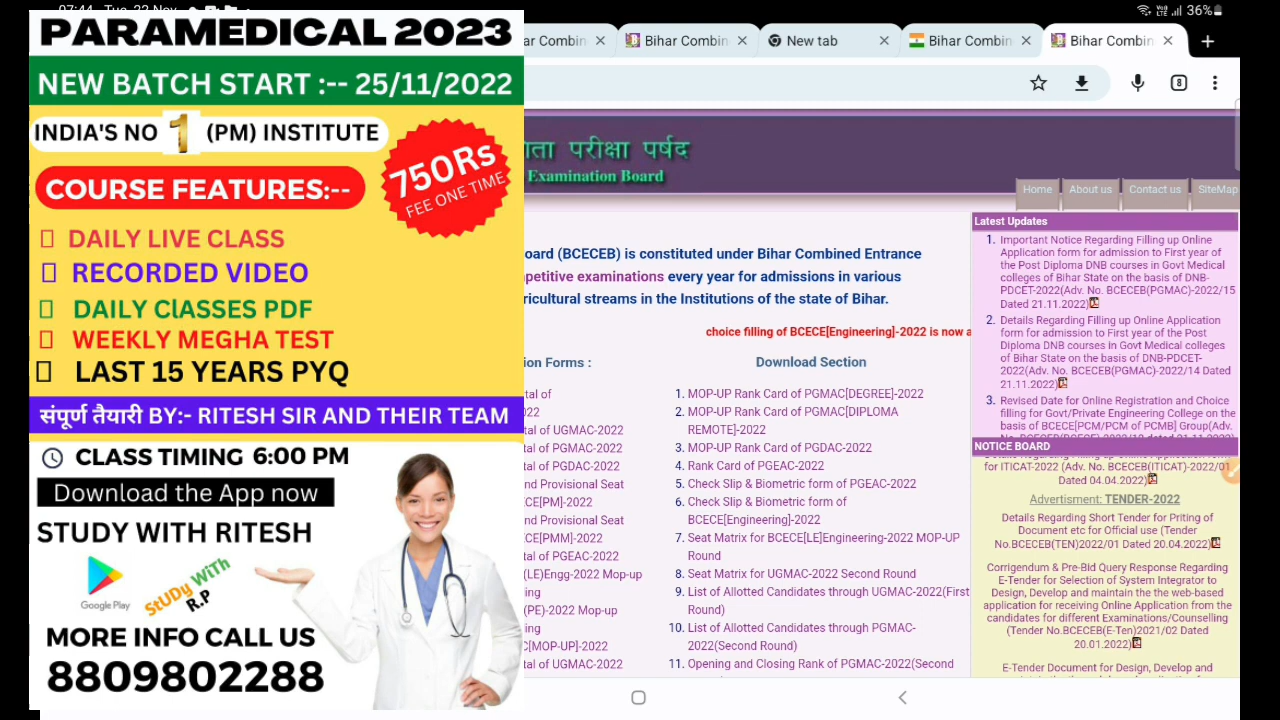 07:44 Tue, 22 Nov
36%
PARAMEDICAL 2023
NEW BATCH START :-- 25/11/2022
INDIA'S NO 1 (PM) INSTITUTE
750Rs
FEE ONE TIME
COURSE FEATURES:--
DAILY LIVE CLASS
RECORDED VIDEO
DAILY ClASSES PDF
WEEKLY MEGHA TEST
LAST 15 YEARS PYQ
संपूर्ण तैयारी BY:- RITESH SIR AND THEIR TEAM
CLASS TIMING 6:00 PM
Download the App now
STUDY WITH RITESH
Google Play
StuDy WiTh
R.P
MORE INFO CALL US
8809802288
ar Combin
Bihar Combin
New tab
Bihar Combin
Bihar Combin
8
परीक्षा पर्षद
Examination Board
Home
About us
Contact us
SiteMap
oard (BCECEB) is constituted under Bihar Combined Entrance
petitive examinations every year for admissions in various
ricultural streams in the Institutions of the state of Bihar.
choice filling of BCECE[Engineering]-2022 is now a
ion Forms :
tal of
022
tal of UGMAC-2022
tal of PGMAC-2022
tal of PGDAC-2022
nd Provisional Seat
CE[PM]-2022
nd Provisional Seat
CE[PMM]-2022
tal of PGEAC-2022
(LE)Engg-2022 Mop-up
ing
(PE)-2022 Mop-up
ing
C[MOP-UP]-2022
tal of UGMAC-2022
Download Section
1. MOP-UP Rank Card of PGMAC[DEGREE]-2022
2. MOP-UP Rank Card of PGMAC[DIPLOMA
REMOTE]-2022
3. MOP-UP Rank Card of PGDAC-2022
4. Rank Card of PGEAC-2022
5. Check Slip & Biometric form of PGEAC-2022
6. Check Slip & Biometric form of
BCECE[Engineering]-2022
7. Seat Matrix for BCECE[LE]Engineering-2022 MOP-UP
Round
8. Seat Matrix for UGMAC-2022 Second Round
9. List of Allotted Candidates through UGMAC-2022(First
Round)
10. List of Allotted Candidates through PGMAC-
2022(Second Round)
11. Opening and Closing Rank of PGMAC-2022(Second
Latest Updates
1. Important Notice Regarding Filling up Online
Application form for admission to First year of
the Post Diploma DNB courses in Govt Medical
colleges of Bihar State on the basis of DNB-
PDCET-2022(Adv. No. BCECEB(PGMAC)-2022/15
Dated 21.11.2022)
2. Details Regarding Filling up Online Application
form for admission to First year of the Post
Diploma DNB courses in Govt Medical colleges
of Bihar State on the basis of DNB-PDCET-
2022(Adv. No. BCECEB(PGMAC)-2022/14 Dated
21.11.2022)
3. Revised Date for Online Registration and Choice
filling for Govt/Private Engineering College on the
basis of BCECE[PCM/PCM of PCMB] Group(Adv.
NOTICE BOARD
for ITICAT-2022 (Adv. No. BCECEB(ITICAT)-2022/01
Dated 04.04.2022)
Advertisment: TENDER-2022
Details Regarding Short Tender for Priting of
Document etc for Official use (Tender
No.BCECEB(TEN)2022/01 Dated 20.04.2022)
Corrigendum & Pre-Bid Query Response Regarding
E-Tender for Selection of System Integrator to
Design, Develop and maintain the the web-based
application for receiving Online Application from the
candidates for different Examinations/Counselling
(Tender No.BCECEB(E-Ten)2021/02 Dated
20.01.2022)
E-Tender Document for Design, Develop and